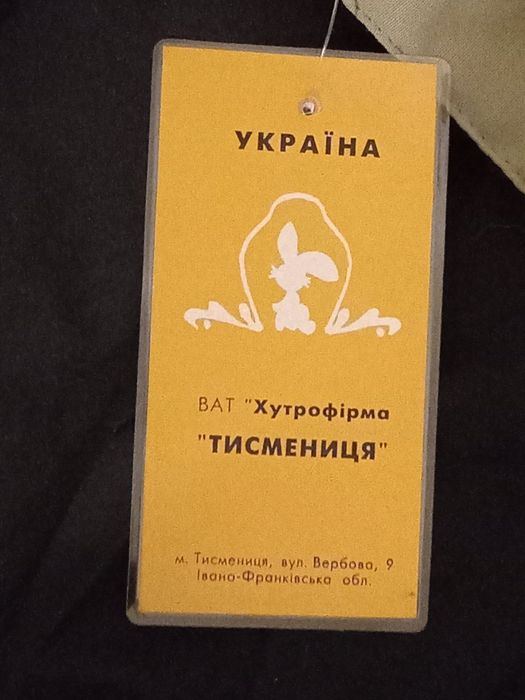 УКРАЇНА
ВАТ "Хутрофірма
"ТИСМЕНИЦЯ"
м. Тисмениця, вул. Вербова, 9
Івано-Франківська обл.